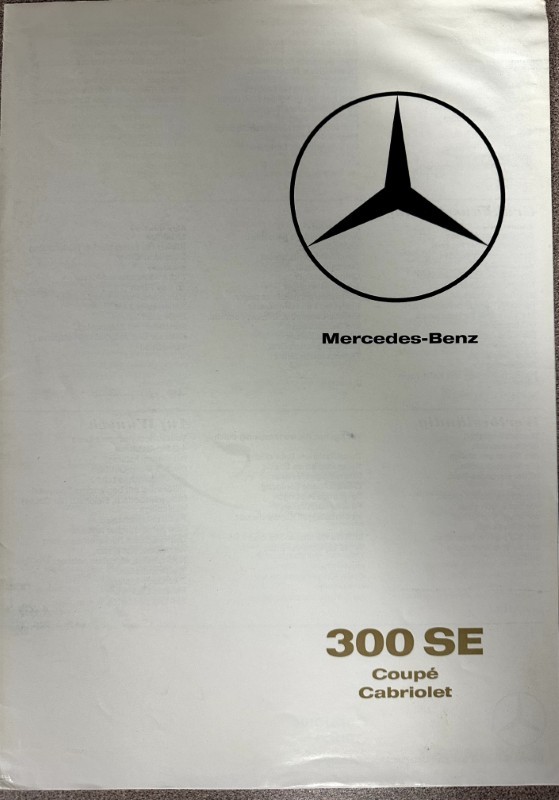 Mercedes-Benz
300 SE
Coupé
Cabriolet